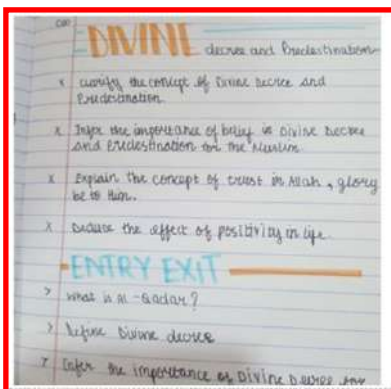 DIVINE decree and Predestination
x clarify the concept of Divine Decree and
Predestination.
x Infer the importance of belief in Divine Decree
and Predestination for the Muslim
x Explain the concept of trust in Allah, glory
be to Him.
x Deduce the effect of positivity in life.
ENTRY EXIT
> What is Al-Qadar?
> Define Divine decree
> Infer the importance of Divine Decree for